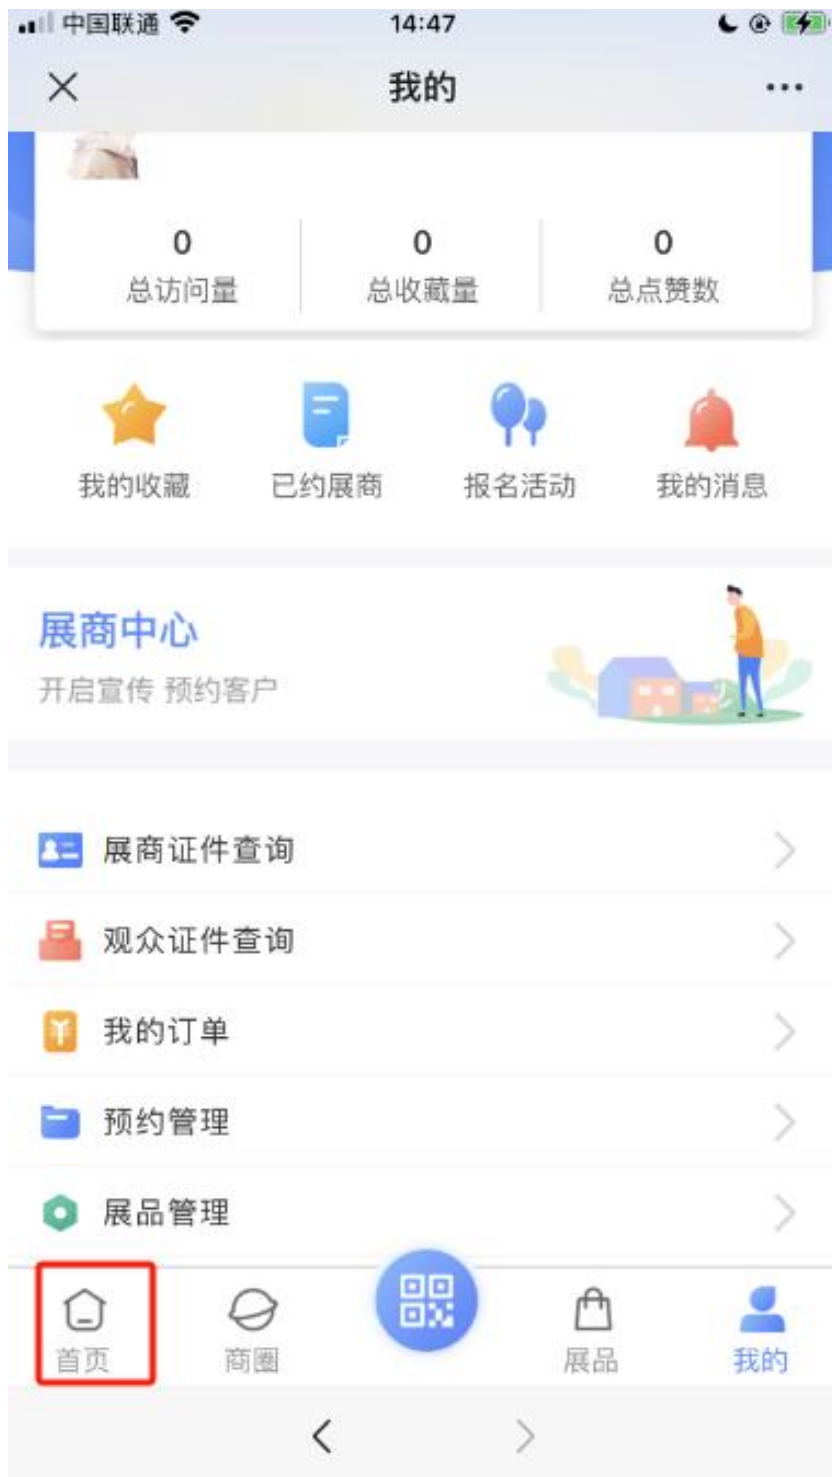 中国联通 14:47
我的
0 0 0
总访问量 总收藏量 总点赞数
我的收藏 已约展商 报名活动 我的消息
展商中心
开启宣传 预约客户
展商证件查询
观众证件查询
我的订单
预约管理
展品管理
首页 商圈 展品 我的